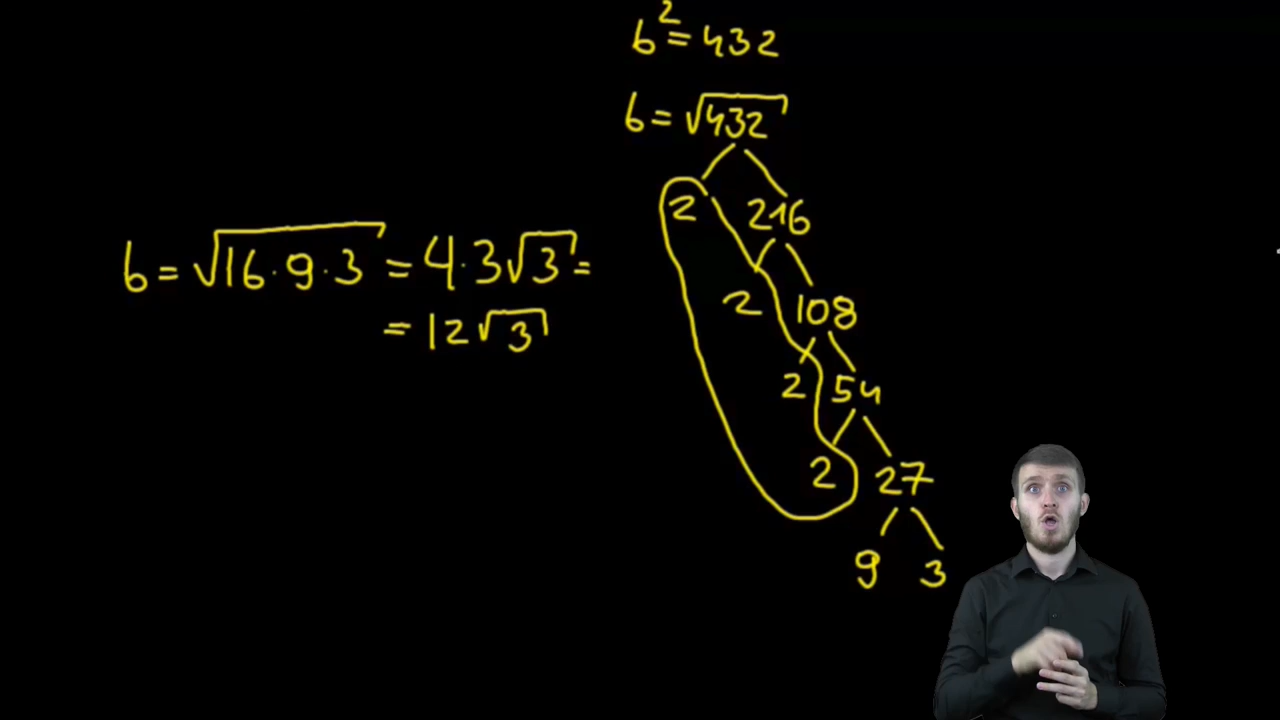 b² = 432
b = √432
2 216
b = √16·9·3 = 4·3√3 =
= 12√3
2 108
2 54
2 27
9 3